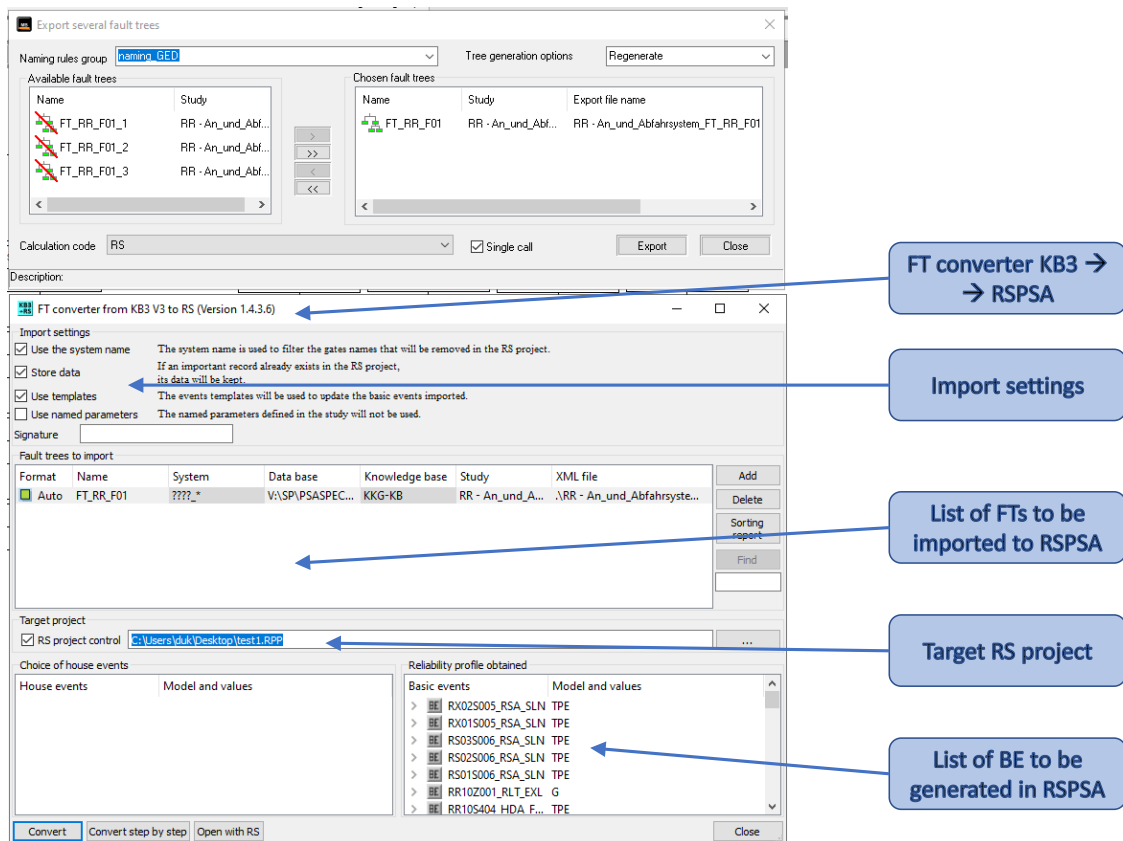 Export several fault trees
Naming rules group naming_GED Tree generation options Regenerate
Available fault trees Chosen fault trees
Name Study
FT_RR_F01_1 RR - An_und_Abf...
FT_RR_F01_2 RR - An_und_Abf...
FT_RR_F01_3 RR - An_und_Abf...
>
>>
<
<<
Name Study Export file name
FT_RR_F01 RR - An_und_Abf... RR - An_und_Abfahrsystem_FT_RR_F01
Calculation code RS Single call Export Close
Description:
KB3
→RS
FT converter from KB3 V3 to RS (Version 1.4.3.6)
Import settings
Use the system name The system name is used to filter the gates names that will be removed in the RS project.
Store data If an important record already exists in the RS project,
its data will be kept.
Use templates The events templates will be used to update the basic events imported.
Use named parameters The named parameters defined in the study will not be used.
Signature
Fault trees to import
Format Name System Data base Knowledge base Study XML file
Auto FT_RR_F01 ????_* V:\SP\PSASPEC... KKG-KB RR - An_und_A... .\RR - An_und_Abfahrsyste...
Add
Delete
Sorting
report
Find
Target project
RS project control C:\Users\duk\Desktop\test1.RPP ...
Choice of house events
House events Model and values
Reliability profile obtained
Basic events Model and values
BE RX02S005_RSA_SLN TPE
BE RX01S005_RSA_SLN TPE
BE RS03S006_RSA_SLN TPE
BE RS02S006_RSA_SLN TPE
BE RS01S006_RSA_SLN TPE
BE RR10Z001_RLT_EXL G
BE RR10S404_HDA_F... TPE
Convert Convert step by step Open with RS Close
FT converter KB3 →
→ RSPSA
Import settings
List of FTs to be
imported to RSPSA
Target RS project
List of BE to be
generated in RSPSA